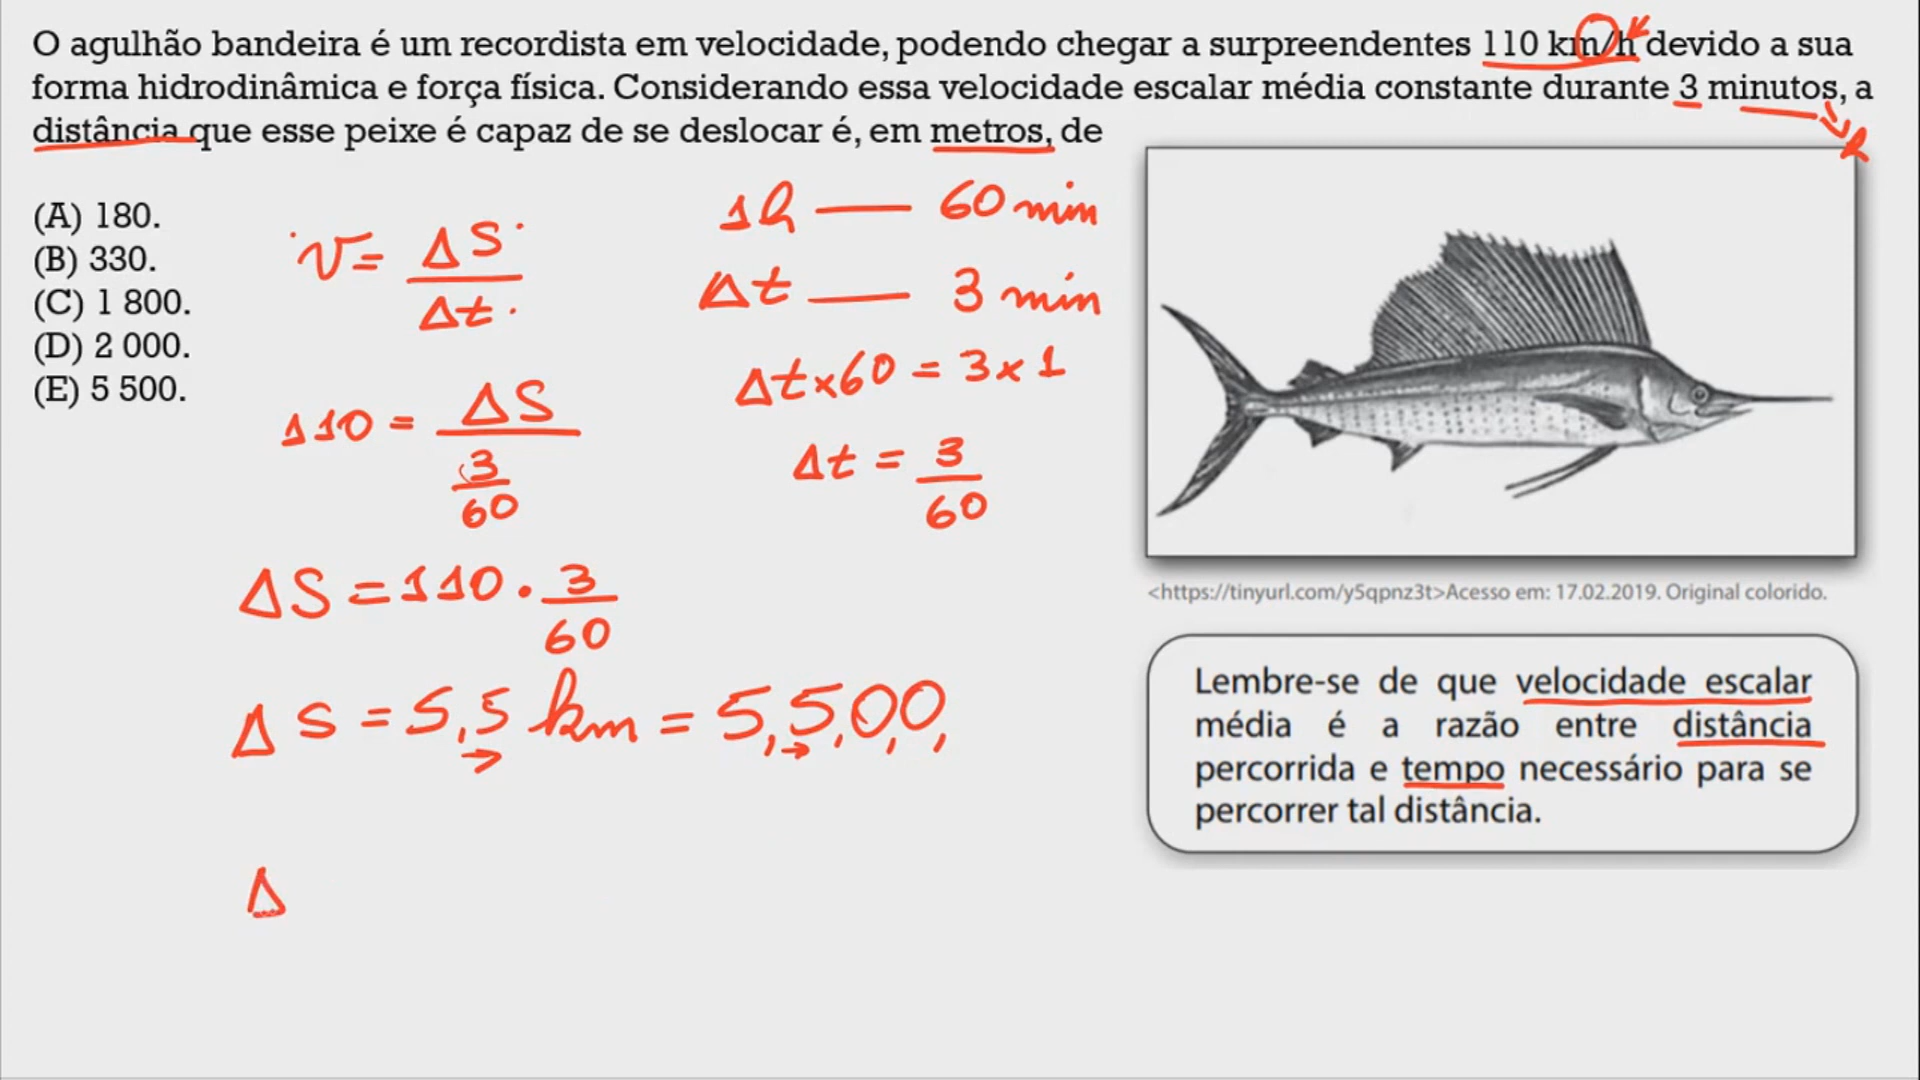 O agulhão bandeira é um recordista em velocidade, podendo chegar a surpreendentes 110 km/h devido a sua
forma hidrodinâmica e força física. Considerando essa velocidade escalar média constante durante 3 minutos, a
distância que esse peixe é capaz de se deslocar é, em metros, de
(A) 180.
(B) 330.
(C) 1 800.
(D) 2 000.
(E) 5 500.
v = ΔS / Δt
110 = ΔS / (3/60)
ΔS = 110 . 3/60
ΔS = 5,5 km = 5,5,0,0,
Δ
1h — 60 min
Δt — 3 min
Δt x 60 = 3 x 1
Δt = 3/60
h
<https://tinyurl.com/y5qpnz3t>Acesso em: 17.02.2019. Original colorido.
Lembre-se de que velocidade escalar
média é a razão entre distância
percorrida e tempo necessário para se
percorrer tal distância.